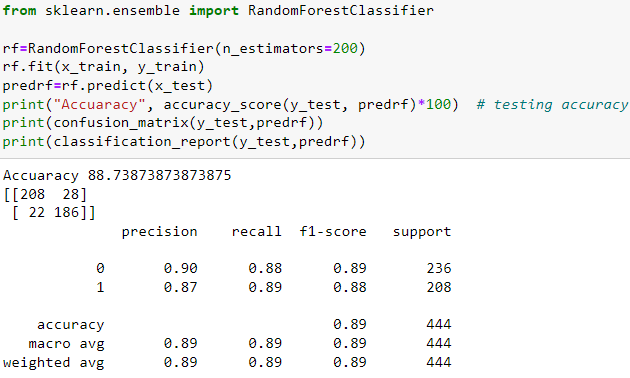 from sklearn.ensemble import RandomForestClassifier
rf=RandomForestClassifier(n_estimators=200)
rf.fit(x_train, y_train)
predrf=rf.predict(x_test)
print("Accuaracy", accuracy_score(y_test, predrf)*100)  # testing accuracy
print(confusion_matrix(y_test,predrf))
print(classification_report(y_test,predrf))
Accuaracy 88.73873873873875
[[208  28]
 [ 22 186]]
              precision    recall  f1-score   support
           0       0.90      0.88      0.89       236
           1       0.87      0.89      0.88       208
    accuracy                           0.89       444
   macro avg       0.89      0.89      0.89       444
weighted avg       0.89      0.89      0.89       444